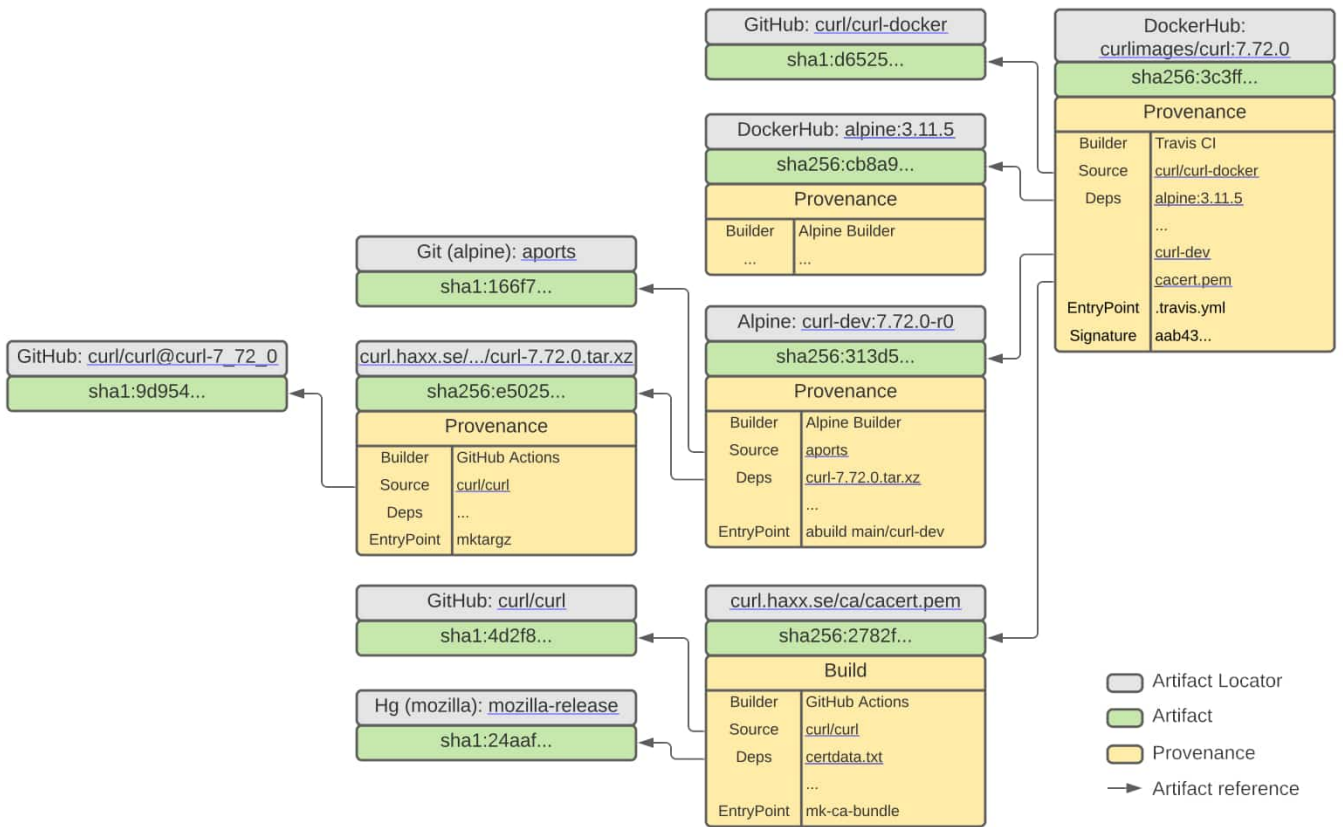 GitHub: curl/curl-docker
sha1:d6525...
DockerHub:
curlimages/curl:7.72.0
sha256:3c3ff...
Provenance
Builder Travis CI
Source curl/curl-docker
Deps alpine:3.11.5
...
curl-dev
cacert.pem
EntryPoint .travis.yml
Signature aab43...
DockerHub: alpine:3.11.5
sha256:cb8a9...
Provenance
Builder Alpine Builder
... ...
Git (alpine): aports
sha1:166f7...
Alpine: curl-dev:7.72.0-r0
sha256:313d5...
Provenance
Builder Alpine Builder
Source aports
Deps curl-7.72.0.tar.xz
...
EntryPoint abuild main/curl-dev
GitHub: curl/curl@curl-7_72_0
sha1:9d954...
curl.haxx.se/.../curl-7.72.0.tar.xz
sha256:e5025...
Provenance
Builder GitHub Actions
Source curl/curl
Deps ...
EntryPoint mktargz
GitHub: curl/curl
sha1:4d2f8...
Hg (mozilla): mozilla-release
sha1:24aaf...
curl.haxx.se/ca/cacert.pem
sha256:2782f...
Build
Builder GitHub Actions
Source curl/curl
Deps certdata.txt
...
EntryPoint mk-ca-bundle
Artifact Locator
Artifact
Provenance
Artifact reference